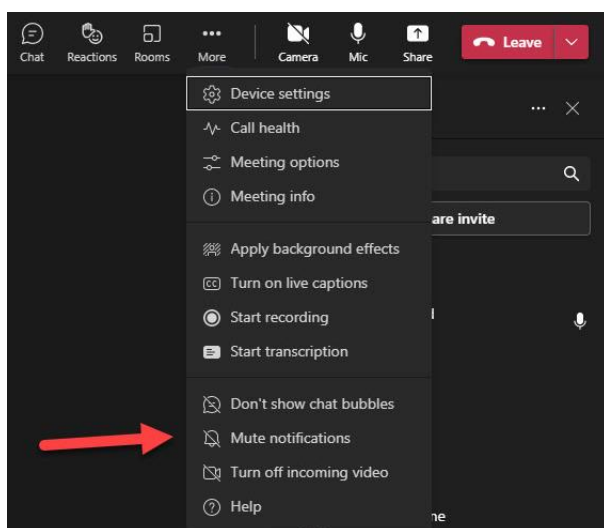 Chat Reactions Rooms More Camera Mic Share Leave
Device settings
Call health
Meeting options
Meeting info
are invite
Apply background effects
CC Turn on live captions
Start recording
Start transcription
Don't show chat bubbles
Mute notifications
Turn off incoming video
Help
ne